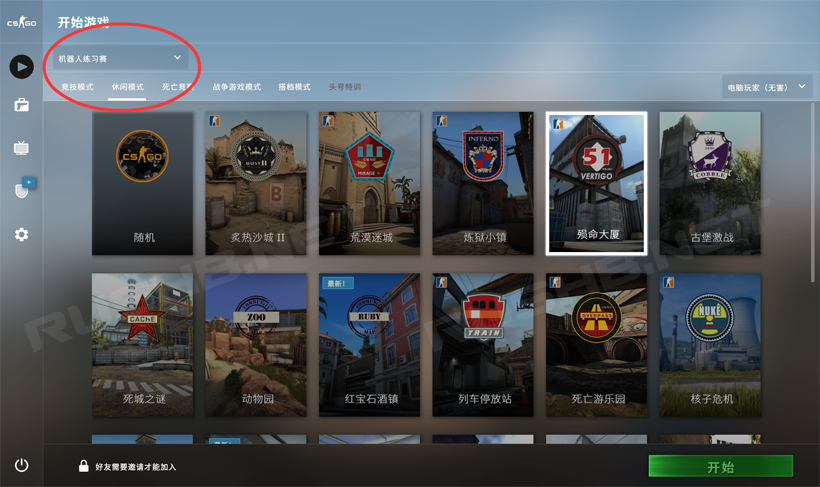 CS GO
开始游戏
机器人练习赛
竞技模式 休闲模式 死亡竞 战争游戏模式 搭档模式 头号特训
电脑玩家（无害）
CS GO
随机
DUST II
B
炙热沙城 II
MIRAGE
荒漠迷城
INFERNO
炼狱小镇
51
VERTIGO
殒命大厦
COBBLE
古堡激战
CACHE
死城之谜
ZOO
动物园
最新！
RUBY
红宝石酒镇
TRAIN
列车停放站
OVERPASS
死亡游乐园
NUKE
核子危机
最新！
好友需要邀请才能加入
开始